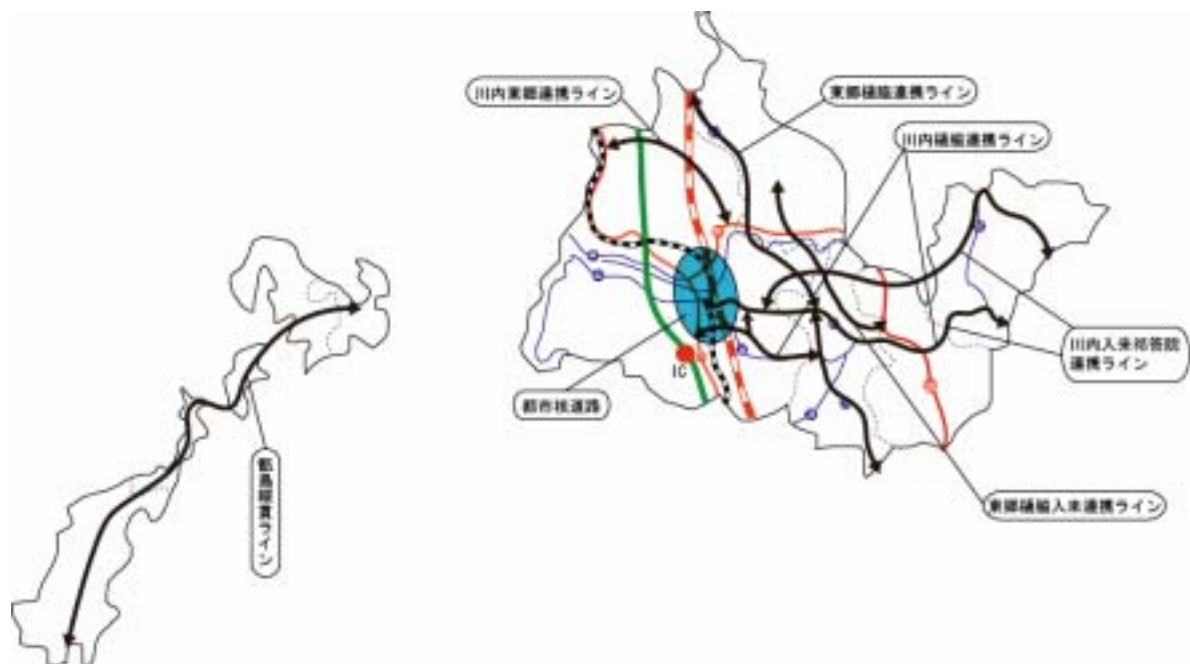 川内東郷連携ライン
東郷樋脇連携ライン
川内樋脇連携ライン
川内入来祁答院
連携ライン
IC
都市核道路
東郷樋脇入来連携ライン
甑島縦貫ライン